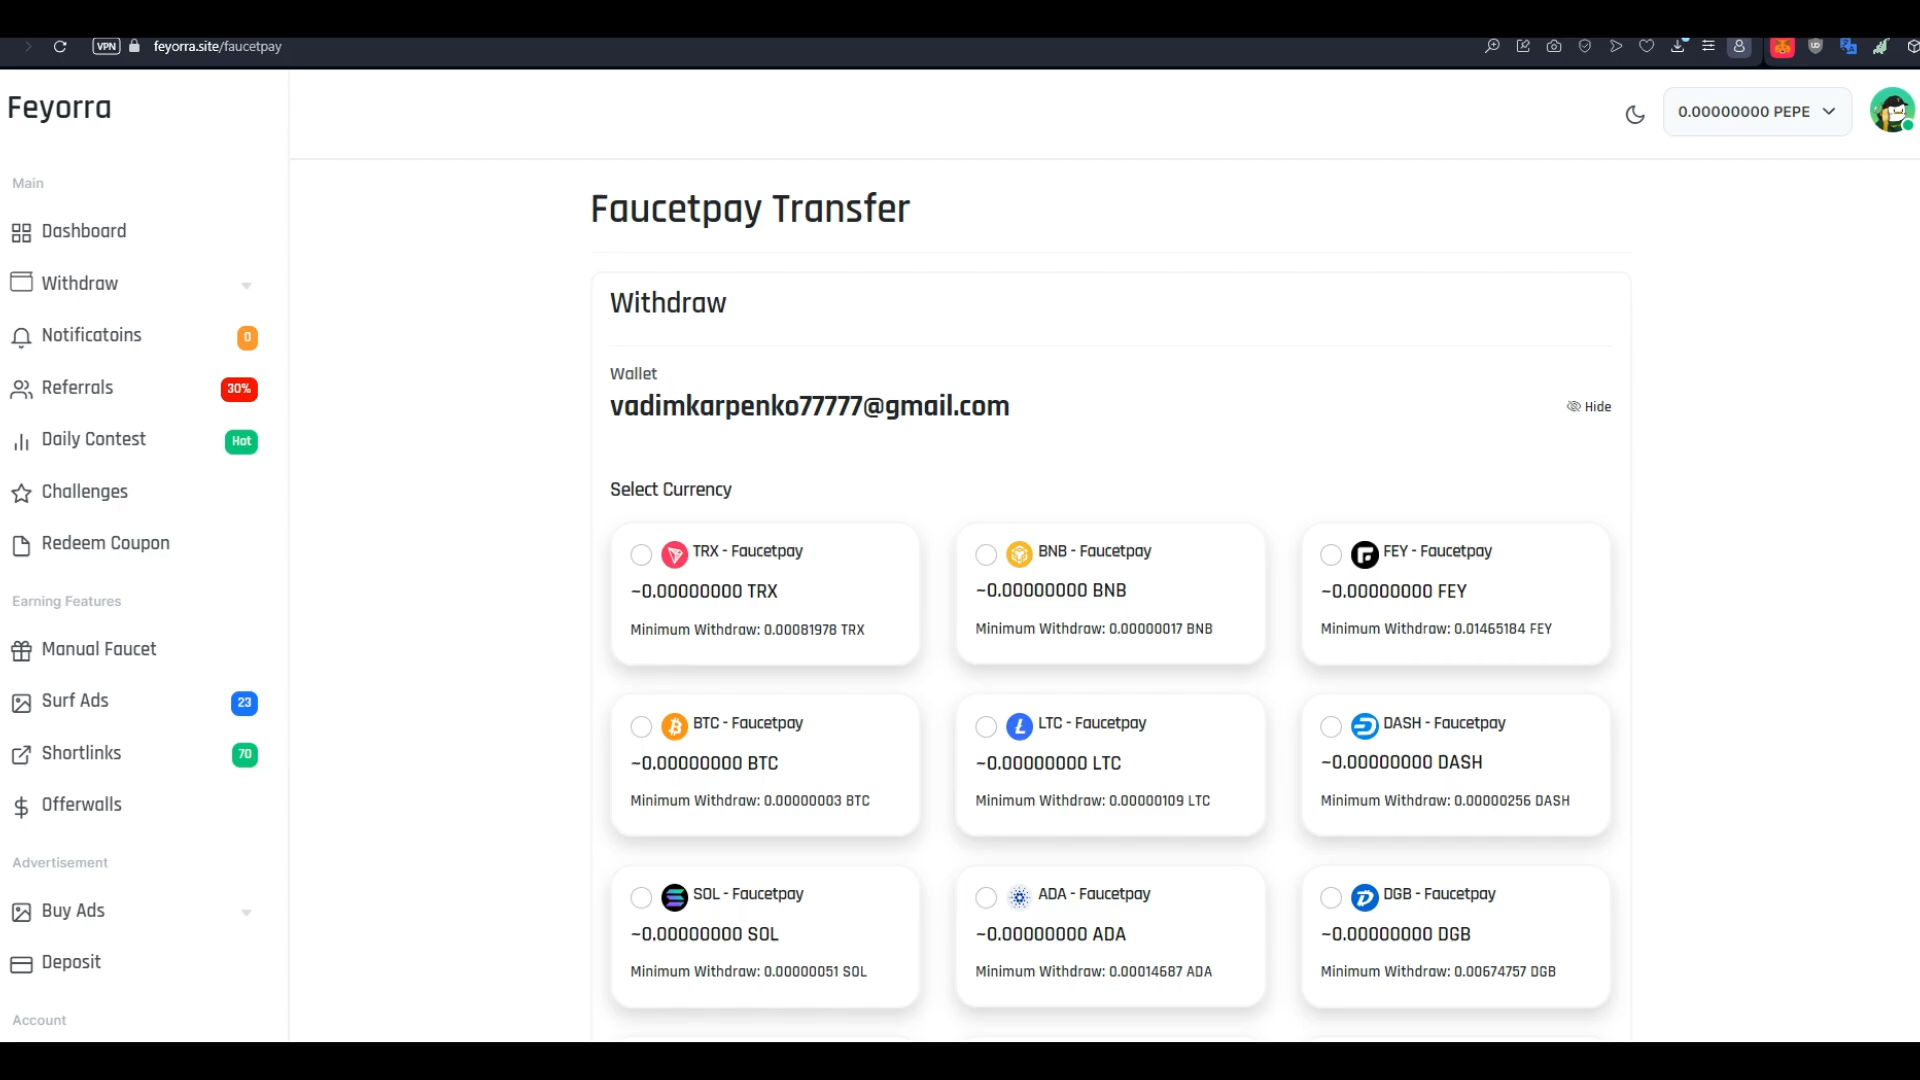 VPN feyorra.site/faucetpay
Feyorra
0.00000000 PEPE
Main
Dashboard
Withdraw
Notificatoins 0
Referrals 30%
Daily Contest Hot
Challenges
Redeem Coupon
Earning Features
Manual Faucet
Surf Ads 23
Shortlinks 70
Offerwalls
Advertisement
Buy Ads
Deposit
Account
Faucetpay Transfer
Withdraw
Wallet
vadimkarpenko77777@gmail.com
Hide
Select Currency
TRX - Faucetpay
~0.00000000 TRX
Minimum Withdraw: 0.00081978 TRX
BNB - Faucetpay
~0.00000000 BNB
Minimum Withdraw: 0.00000017 BNB
FEY - Faucetpay
~0.00000000 FEY
Minimum Withdraw: 0.01465184 FEY
BTC - Faucetpay
~0.00000000 BTC
Minimum Withdraw: 0.00000003 BTC
LTC - Faucetpay
~0.00000000 LTC
Minimum Withdraw: 0.00000109 LTC
DASH - Faucetpay
~0.00000000 DASH
Minimum Withdraw: 0.00000256 DASH
SOL - Faucetpay
~0.00000000 SOL
Minimum Withdraw: 0.00000051 SOL
ADA - Faucetpay
~0.00000000 ADA
Minimum Withdraw: 0.00014687 ADA
DGB - Faucetpay
~0.00000000 DGB
Minimum Withdraw: 0.00674757 DGB